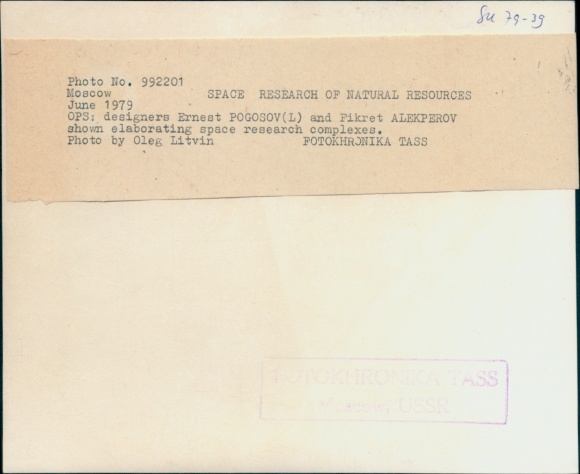 Su 79-39
Photo No. 992201
Moscow SPACE RESEARCH OF NATURAL RESOURCES
June 1979
OPS: designers Ernest POGOSOV(L) and Fikret ALEKPEROV
shown elaborating space research complexes.
Photo by Oleg Litvin FOTOKHRONIKA TASS
FOTOKHRONIKA TASS
Moscow, USSR